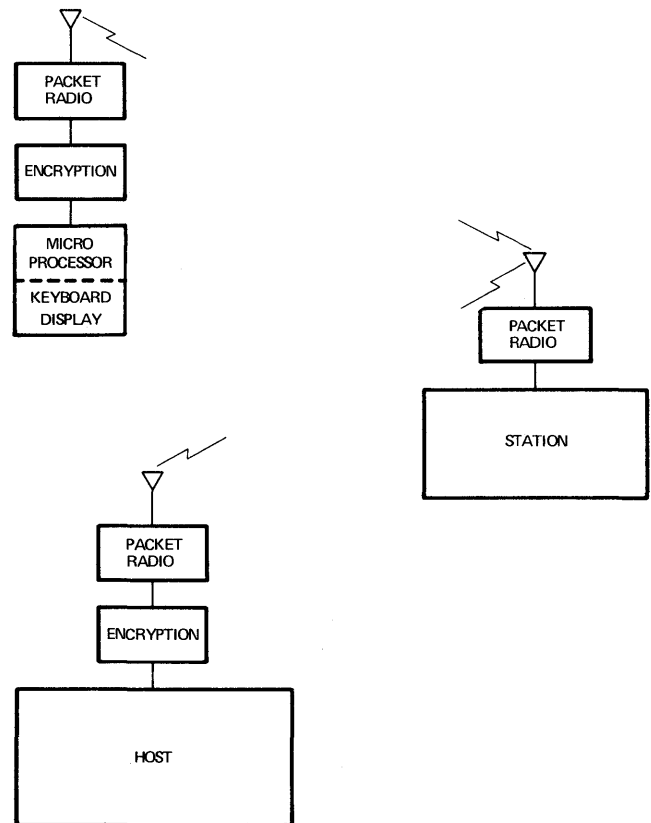 PACKET
RADIO
ENCRYPTION
MICRO
PROCESSOR
KEYBOARD
DISPLAY
PACKET
RADIO
STATION
PACKET
RADIO
ENCRYPTION
HOST